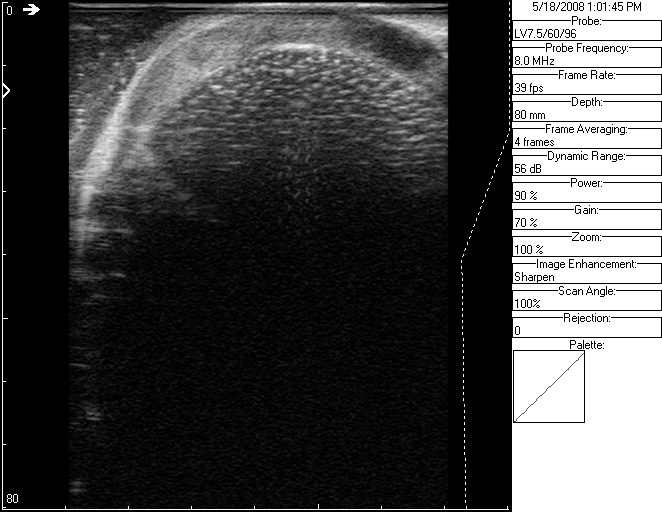 0
80
5/18/2008 1:01:45 PM
Probe:
LV7.5/60/96
Probe Frequency:
8.0 MHz
Frame Rate:
39 fps
Depth:
80 mm
Frame Averaging:
4 frames
Dynamic Range:
56 dB
Power:
90 %
Gain:
70 %
Zoom:
100 %
Image Enhancement:
Sharpen
Scan Angle:
100%
Rejection:
0
Palette: